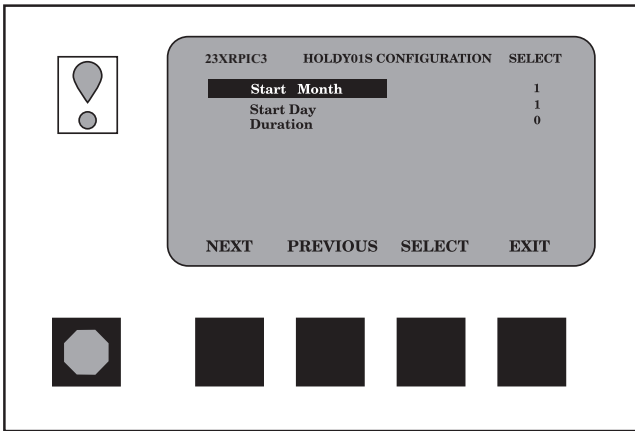 23XRPIC3 HOLDY01S CONFIGURATION SELECT
Start Month 1
Start Day 1
Duration 0
NEXT PREVIOUS SELECT EXIT